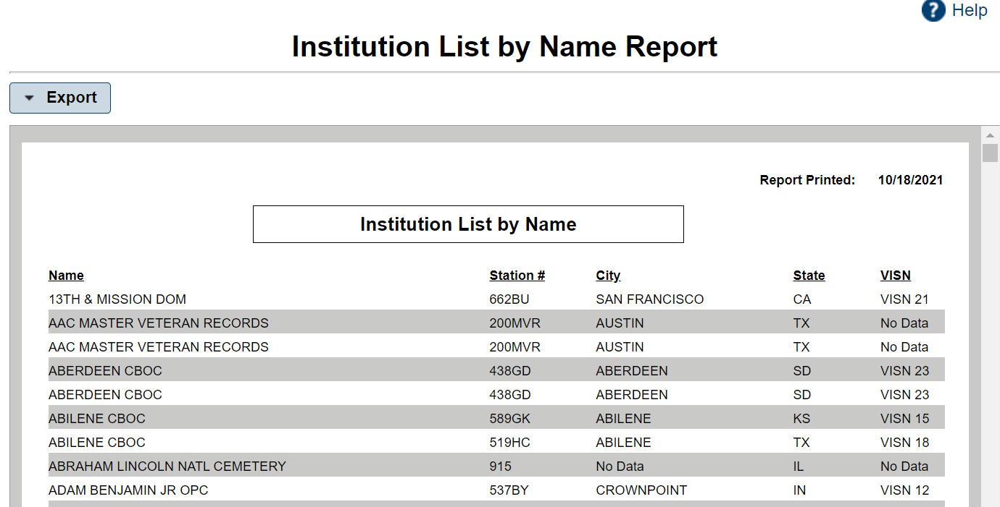 ? Help
Institution List by Name Report
Export
Report Printed: 10/18/2021
Institution List by Name
Name Station # City State VISN
13TH & MISSION DOM 662BU SAN FRANCISCO CA VISN 21
AAC MASTER VETERAN RECORDS 200MVR AUSTIN TX No Data
AAC MASTER VETERAN RECORDS 200MVR AUSTIN TX No Data
ABERDEEN CBOC 438GD ABERDEEN SD VISN 23
ABERDEEN CBOC 438GD ABERDEEN SD VISN 23
ABILENE CBOC 589GK ABILENE KS VISN 15
ABILENE CBOC 519HC ABILENE TX VISN 18
ABRAHAM LINCOLN NATL CEMETERY 915 No Data IL No Data
ADAM BENJAMIN JR OPC 537BY CROWNPOINT IN VISN 12